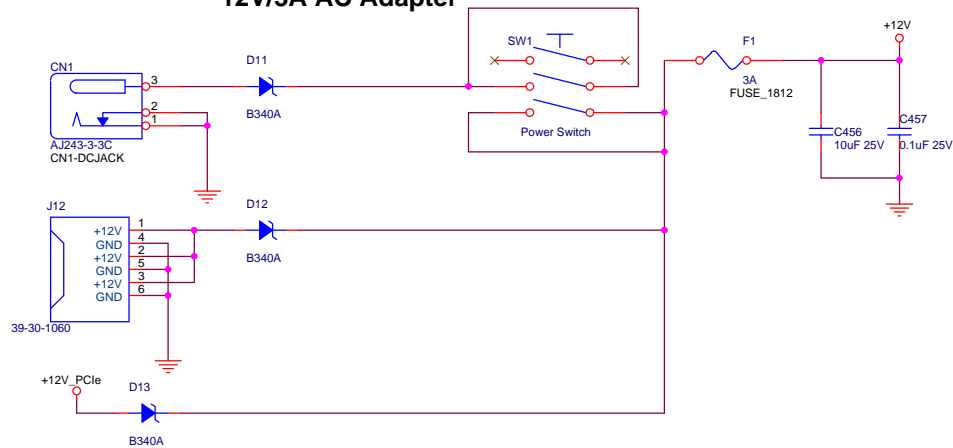 12V/3A AC Adapter
+12V
SW1
F1
CN1
D11
3
2
1
B340A
3A
FUSE_1812
Power Switch
C456
10uF 25V
C457
0.1uF 25V
AJ243-3-3C
CN1-DCJACK
J12
D12
+12V 1
GND 4
+12V 2
GND 5
+12V 3
GND 6
B340A
39-30-1060
+12V_PCIe
D13
B340A